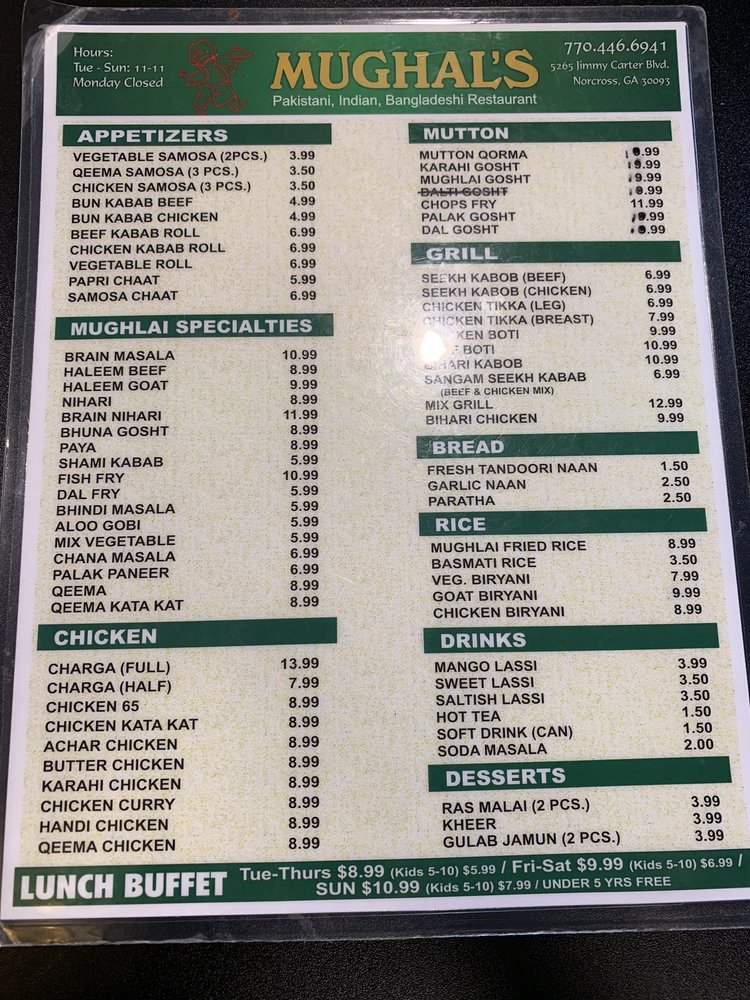 Hours:
Tue - Sun: 11-11
Monday Closed
MUGHAL'S
Pakistani, Indian, Bangladeshi Restaurant
770.446.6941
5265 Jimmy Carter Blvd.
Norcross, GA 30093
APPETIZERS
VEGETABLE SAMOSA (2PCS.) 3.99
QEEMA SAMOSA (3 PCS.) 3.50
CHICKEN SAMOSA (3 PCS.) 3.50
BUN KABAB BEEF 4.99
BUN KABAB CHICKEN 4.99
BEEF KABAB ROLL 6.99
CHICKEN KABAB ROLL 6.99
VEGETABLE ROLL 6.99
PAPRI CHAAT 5.99
SAMOSA CHAAT 6.99
MUGHLAI SPECIALTIES
BRAIN MASALA 10.99
HALEEM BEEF 8.99
HALEEM GOAT 9.99
NIHARI 8.99
BRAIN NIHARI 11.99
BHUNA GOSHT 8.99
PAYA 8.99
SHAMI KABAB 5.99
FISH FRY 10.99
DAL FRY 5.99
BHINDI MASALA 5.99
ALOO GOBI 5.99
MIX VEGETABLE 5.99
CHANA MASALA 6.99
PALAK PANEER 6.99
QEEMA 8.99
QEEMA KATA KAT 8.99
CHICKEN
CHARGA (FULL) 13.99
CHARGA (HALF) 7.99
CHICKEN 65 8.99
CHICKEN KATA KAT 8.99
ACHAR CHICKEN 8.99
BUTTER CHICKEN 8.99
KARAHI CHICKEN 8.99
CHICKEN CURRY 8.99
HANDI CHICKEN 8.99
QEEMA CHICKEN 8.99
MUTTON
MUTTON QORMA .99
KARAHI GOSHT .99
MUGHLAI GOSHT .99
BALTI GOSHT .99
CHOPS FRY 11.99
PALAK GOSHT .99
DAL GOSHT .99
GRILL
SEEKH KABOB (BEEF) 6.99
SEEKH KABOB (CHICKEN) 6.99
CHICKEN TIKKA (LEG) 6.99
CHICKEN TIKKA (BREAST) 7.99
KEN BOTI 9.99
BOTI 10.99
BIHARI KABOB 10.99
SANGAM SEEKH KABAB 6.99
(BEEF & CHICKEN MIX)
MIX GRILL 12.99
BIHARI CHICKEN 9.99
BREAD
FRESH TANDOORI NAAN 1.50
GARLIC NAAN 2.50
PARATHA 2.50
RICE
MUGHLAI FRIED RICE 8.99
BASMATI RICE 3.50
VEG. BIRYANI 7.99
GOAT BIRYANI 9.99
CHICKEN BIRYANI 8.99
DRINKS
MANGO LASSI 3.99
SWEET LASSI 3.50
SALTISH LASSI 3.50
HOT TEA 1.50
SOFT DRINK (CAN) 1.50
SODA MASALA 2.00
DESSERTS
RAS MALAI (2 PCS.) 3.99
KHEER 3.99
GULAB JAMUN (2 PCS.) 3.99
LUNCH BUFFET Tue-Thurs $8.99 (Kids 5-10) $5.99 / Fri-Sat $9.99 (Kids 5-10) $6.99 /
SUN $10.99 (Kids 5-10) $7.99 / UNDER 5 YRS FREE